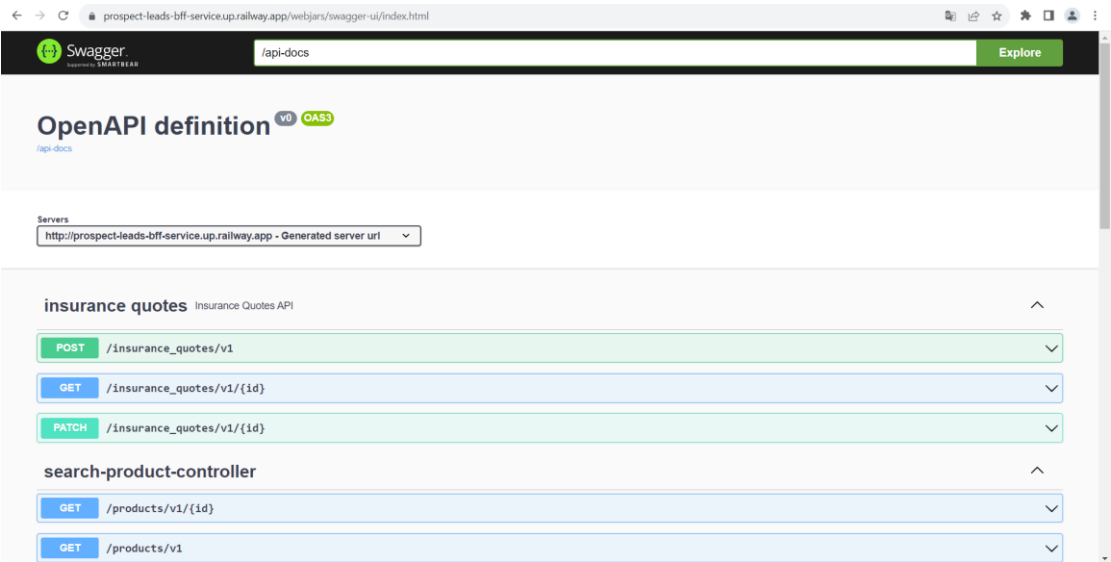 prospect-leads-bff-service.up.railway.app/webjars/swagger-ui/index.html
Swagger.
Supported by SMARTBEAR
/api-docs
Explore
OpenAPI definition v0 OAS3
/api-docs
Servers
http://prospect-leads-bff-service.up.railway.app - Generated server url
insurance quotes Insurance Quotes API
POST /insurance_quotes/v1
GET /insurance_quotes/v1/{id}
PATCH /insurance_quotes/v1/{id}
search-product-controller
GET /products/v1/{id}
GET /products/v1